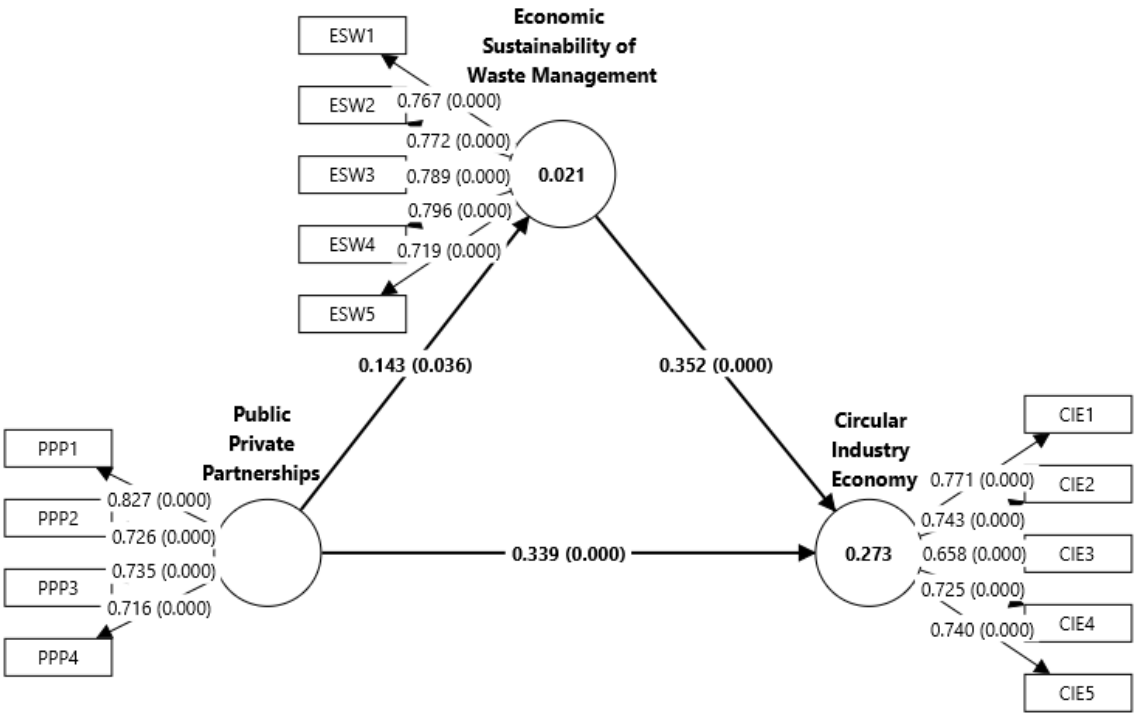 Economic
Sustainability of
Waste Management
ESW1
ESW2
ESW3
ESW4
ESW5
0.767 (0.000)
0.772 (0.000)
0.789 (0.000)
0.796 (0.000)
0.719 (0.000)
0.021
0.143 (0.036)
0.352 (0.000)
Public
Private
Partnerships
PPP1
PPP2
PPP3
PPP4
0.827 (0.000)
0.726 (0.000)
0.735 (0.000)
0.716 (0.000)
0.339 (0.000)
Circular
Industry
Economy
0.273
0.771 (0.000)
0.743 (0.000)
0.658 (0.000)
0.725 (0.000)
0.740 (0.000)
CIE1
CIE2
CIE3
CIE4
CIE5